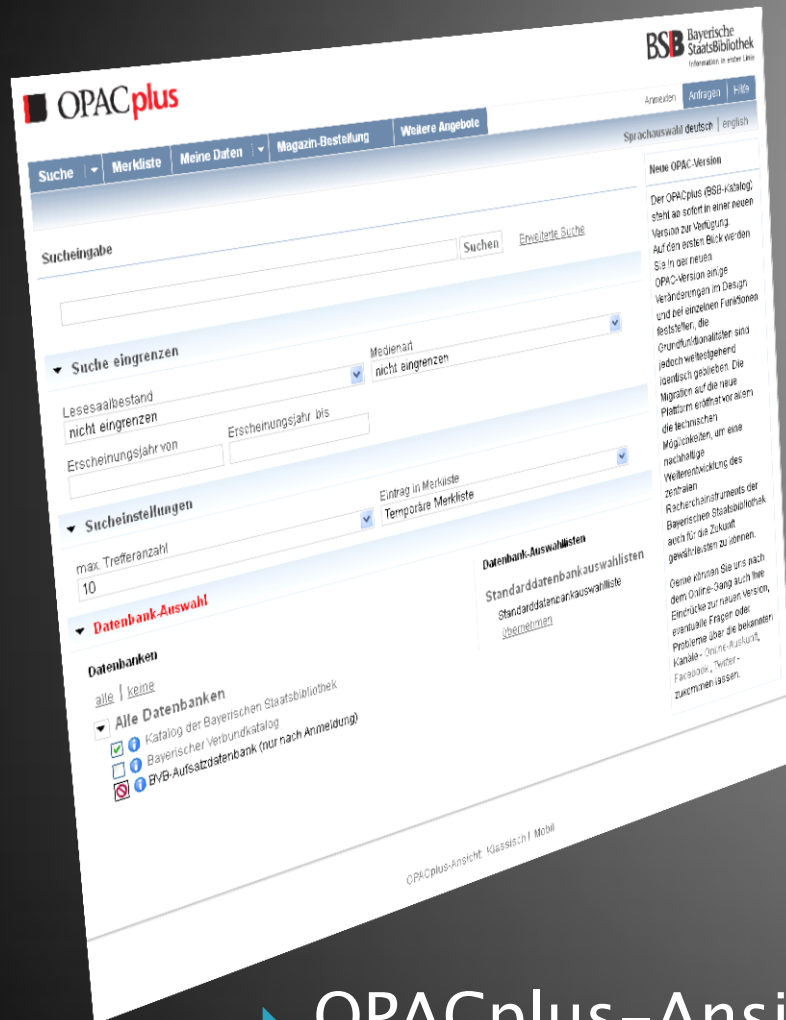 OPACplus
BSB Bayerische
StaatsBibliothek
Information in erster Linie
Anmelden Anfragen Hilfe
Suche Merkliste Meine Daten Magazin-Bestellung Weitere Angebote
Sprachauswahl deutsch | english
Sucheingabe
Suchen Erweiterte Suche
Suche eingrenzen
Lesesaalbestand Medienart
nicht eingrenzen nicht eingrenzen
Erscheinungsjahr von Erscheinungsjahr bis
Sucheinstellungen
max. Trefferanzahl Eintrag in Merkliste
10 Temporäre Merkliste
Datenbank-Auswahl
Datenbanken
alle | keine
Alle Datenbanken
Katalog der Bayerischen Staatsbibliothek
Bayerischer Verbundkatalog
BVB-Aufsatzdatenbank (nur nach Anmeldung)
Datenbank-Auswahllisten
Standarddatenbankauswahllisten
Standarddatenbankauswahlliste
übernehmen
Neue OPAC-Version
Der OPACplus (BSB-Katalog)
steht ab sofort in einer neuen
Version zur Verfügung.
Auf den ersten Blick werden
Sie in der neuen
OPAC-Version einige
Veränderungen im Design
und bei einzelnen Funktionen
feststellen, die
Grundfunktionalitäten sind
jedoch weitestgehend
identisch geblieben. Die
Migration auf die neue
Plattform eröffnet vor allem
die technischen
Möglichkeiten, um eine
nachhaltige
Weiterentwicklung des
zentralen
Rechercheinstruments der
Bayerischen Staatsbibliothek
auch für die Zukunft
gewährleisten zu können.
Gerne können Sie uns nach
dem Online-Gang auch Ihre
Eindrücke zur neuen Version,
eventuelle Fragen oder
Probleme über die bekannten
Kanäle - Online-Auskunft,
Facebook, Twitter -
zukommen lassen.
OPACplus-Ansicht: Klassisch | Mobil
OPACplus-Ansi